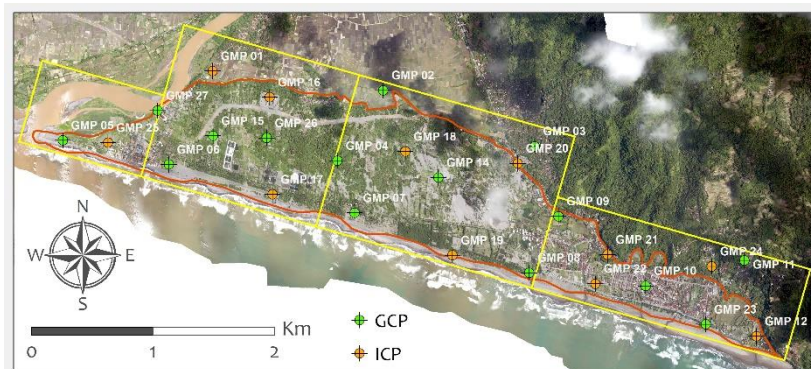 GMP 01
GMP 16
GMP 02
GMP 27
GMP 05
GMP 25
GMP 15
GMP 26
GMP 03
GMP 18
GMP 20
GMP 06
GMP 04
GMP 14
GMP 17
GMP 07
GMP 09
GMP 19
GMP 21
GMP 24
GMP 11
GMP 08
GMP 22
GMP 10
GMP 23
GMP 12
N
W E
S
Km
0 1 2
GCP
ICP